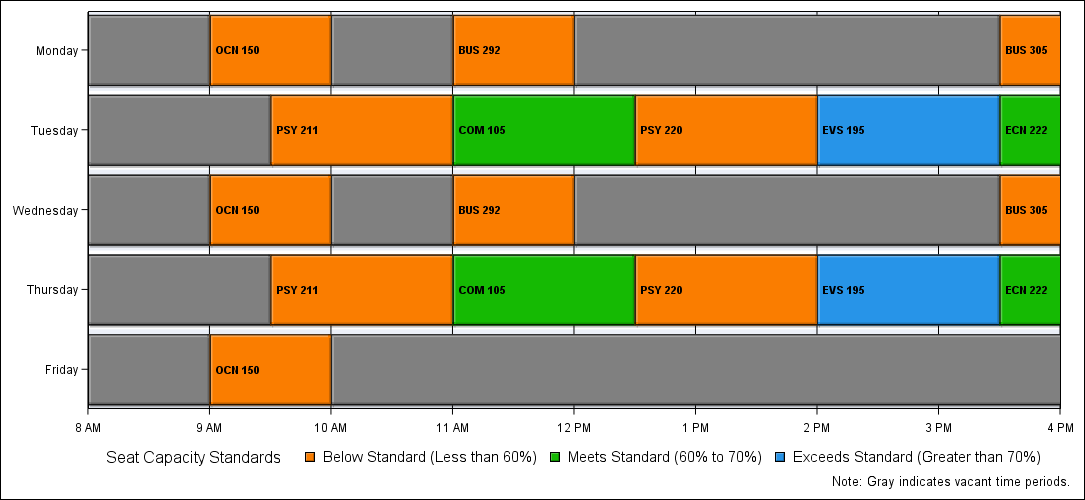 Monday
OCN 150
BUS 292
BUS 305
Tuesday
PSY 211
COM 105
PSY 220
EVS 195
ECN 222
Wednesday
OCN 150
BUS 292
BUS 305
Thursday
PSY 211
COM 105
PSY 220
EVS 195
ECN 222
Friday
OCN 150
8 AM 9 AM 10 AM 11 AM 12 PM 1 PM 2 PM 3 PM 4 PM
Seat Capacity Standards Below Standard (Less than 60%) Meets Standard (60% to 70%) Exceeds Standard (Greater than 70%)
Note: Gray indicates vacant time periods.